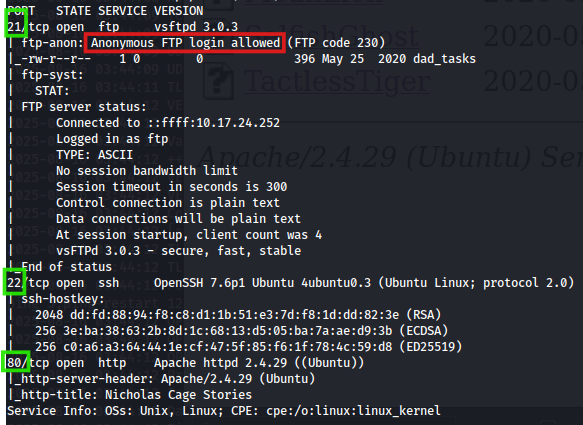 PORT   STATE SERVICE VERSION
21/tcp open  ftp     vsftpd 3.0.3
| ftp-anon: Anonymous FTP login allowed (FTP code 230)
|_-rw-r--r--    1 0        0             396 May 25  2020 dad_tasks
| ftp-syst:
|   STAT:
| FTP server status:
|      Connected to ::ffff:10.17.24.252
|      Logged in as ftp
|      TYPE: ASCII
|      No session bandwidth limit
|      Session timeout in seconds is 300
|      Control connection is plain text
|      Data connections will be plain text
|      At session startup, client count was 4
|      vsFTPd 3.0.3 - secure, fast, stable
|_End of status
22/tcp open  ssh     OpenSSH 7.6p1 Ubuntu 4ubuntu0.3 (Ubuntu Linux; protocol 2.0)
| ssh-hostkey:
|   2048 dd:fd:88:94:f8:c8:d1:1b:51:e3:7d:f8:1d:dd:82:3e (RSA)
|   256 3e:ba:38:63:2b:8d:1c:68:13:d5:05:ba:7a:ae:d9:3b (ECDSA)
|_  256 c0:a6:a3:64:44:1e:cf:47:5f:85:f6:1f:78:4c:59:d8 (ED25519)
80/tcp open  http    Apache httpd 2.4.29 ((Ubuntu))
|_http-server-header: Apache/2.4.29 (Ubuntu)
|_http-title: Nicholas Cage Stories
Service Info: OSs: Unix, Linux; CPE: cpe:/o:linux:linux_kernel
TactlessTiger 2020-0
Apache/2.4.29 (Ubuntu) Ser